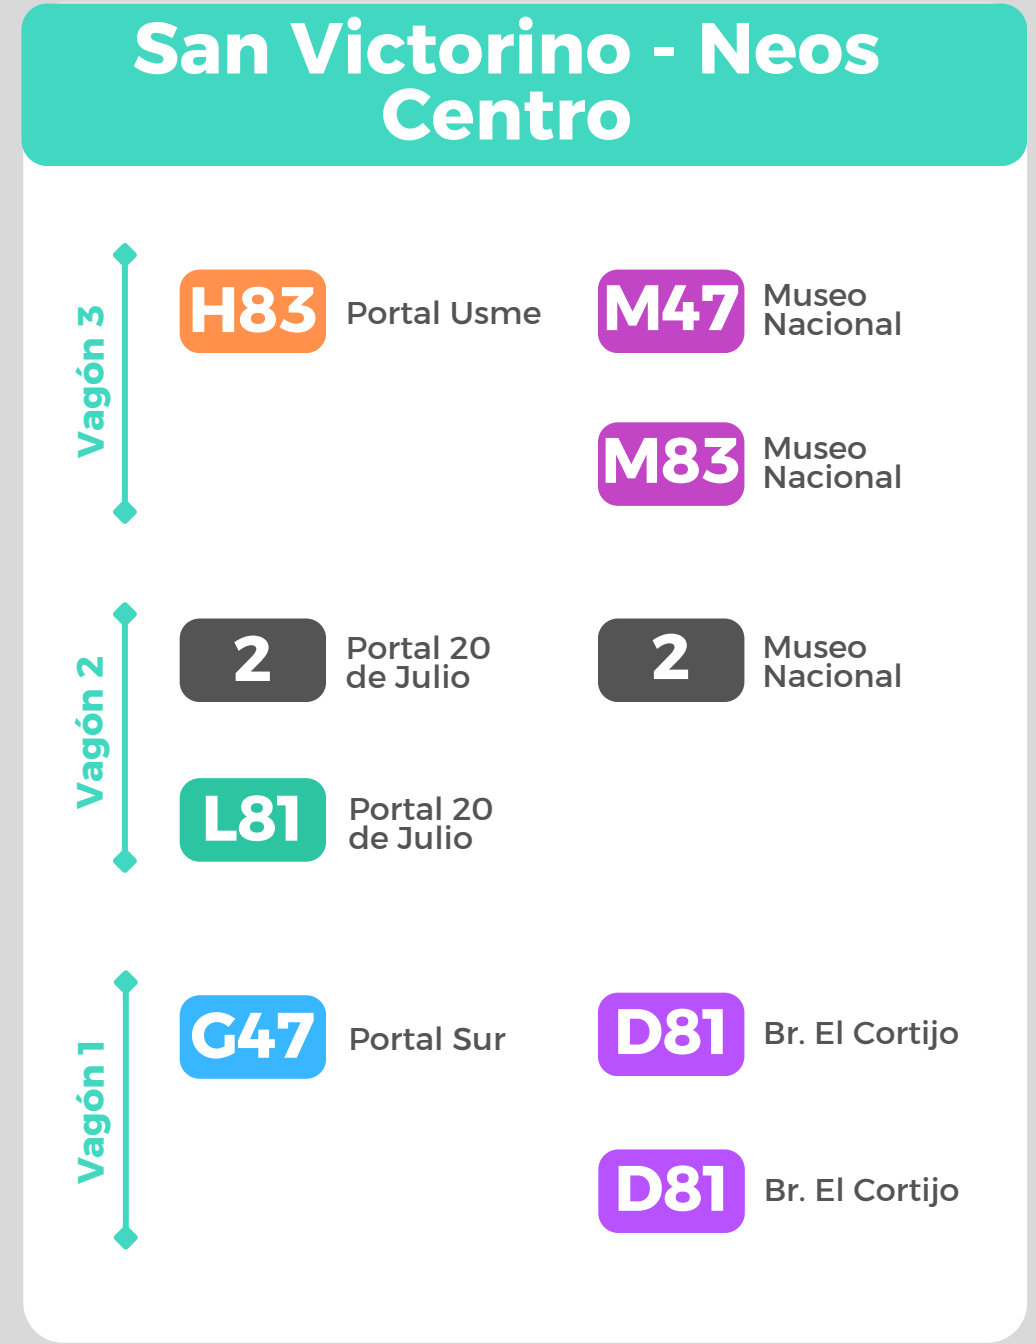 San Victorino - Neos
Centro
Vagón 3
H83
Portal Usme
M47
Museo
Nacional
M83
Museo
Nacional
Vagón 2
2
Portal 20
de Julio
2
Museo
Nacional
L81
Portal 20
de Julio
Vagón 1
G47
Portal Sur
D81
Br. El Cortijo
D81
Br. El Cortijo